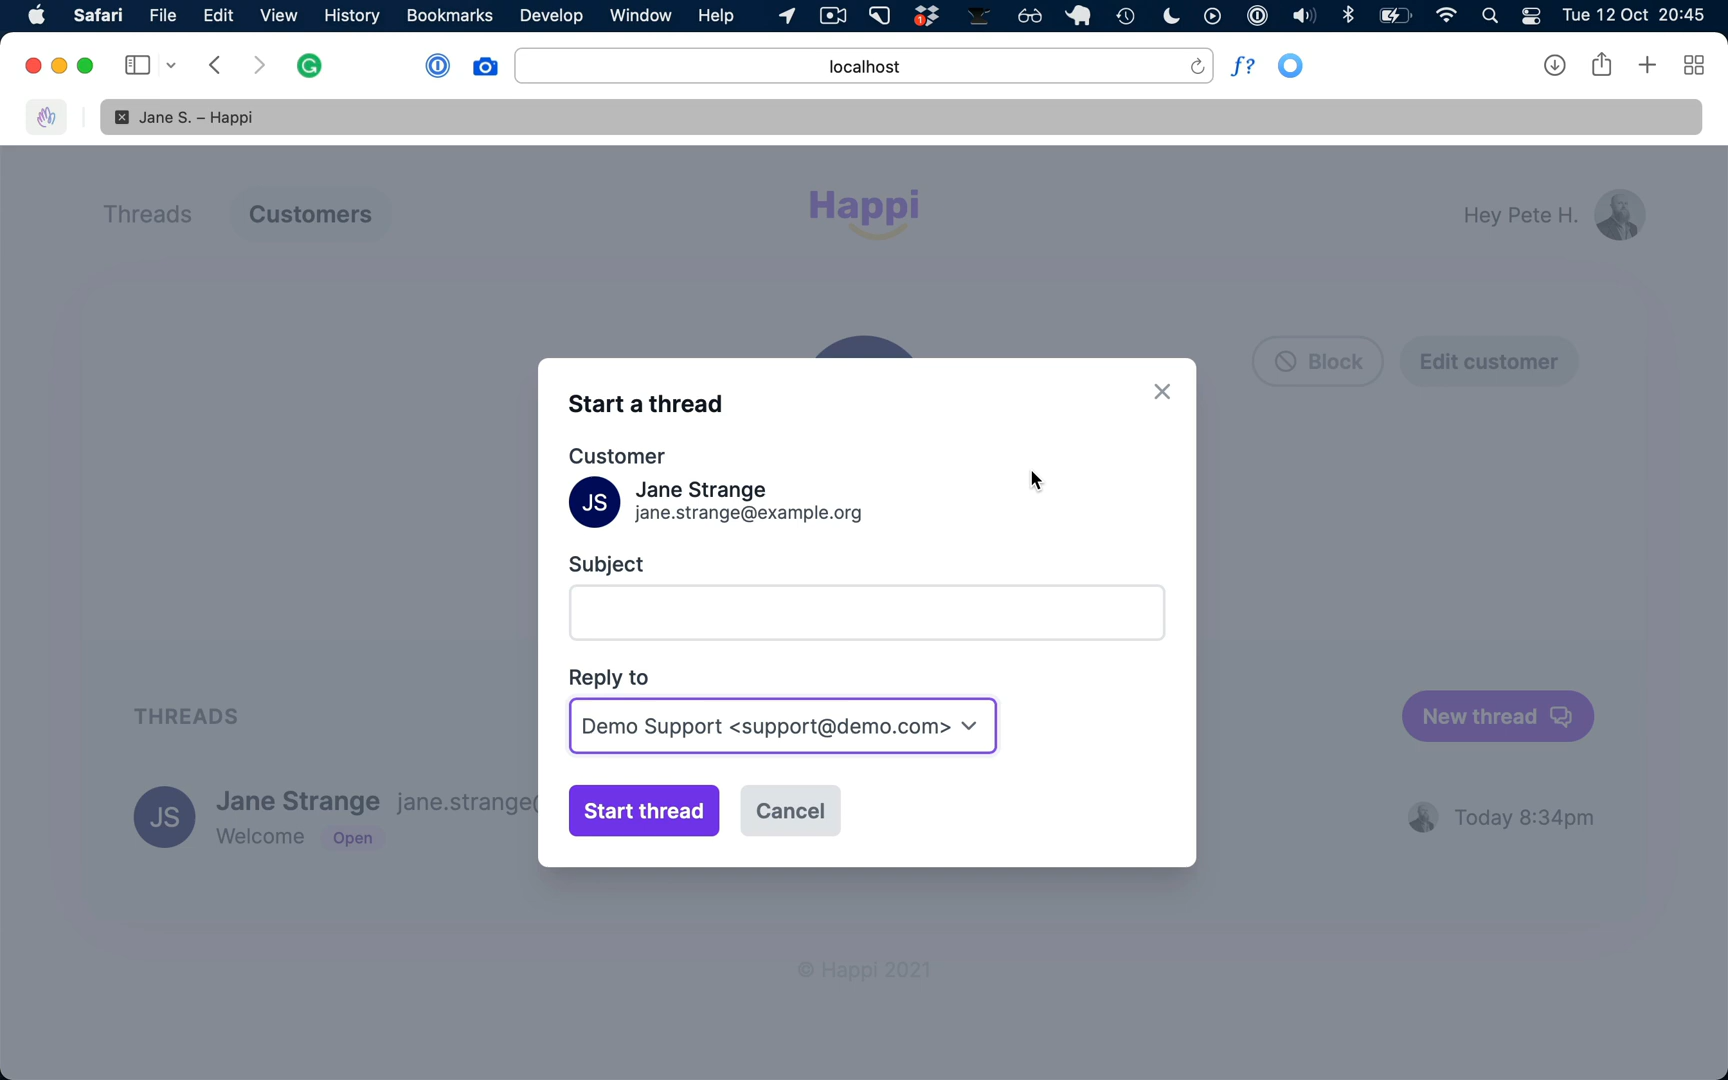 Safari File Edit View History Bookmarks Develop Window Help Tue 12 Oct 20:45
localhost
f?
Jane S. – Happi
Threads Customers Happi Hey Pete H.
Block Edit customer
Start a thread
Customer
JS Jane Strange
jane.strange@example.org
Subject
Reply to
Demo Support <support@demo.com>
Start thread Cancel
THREADS New thread
JS Jane Strange jane.strange
Welcome Open
Today 8:34pm
© Happi 2021